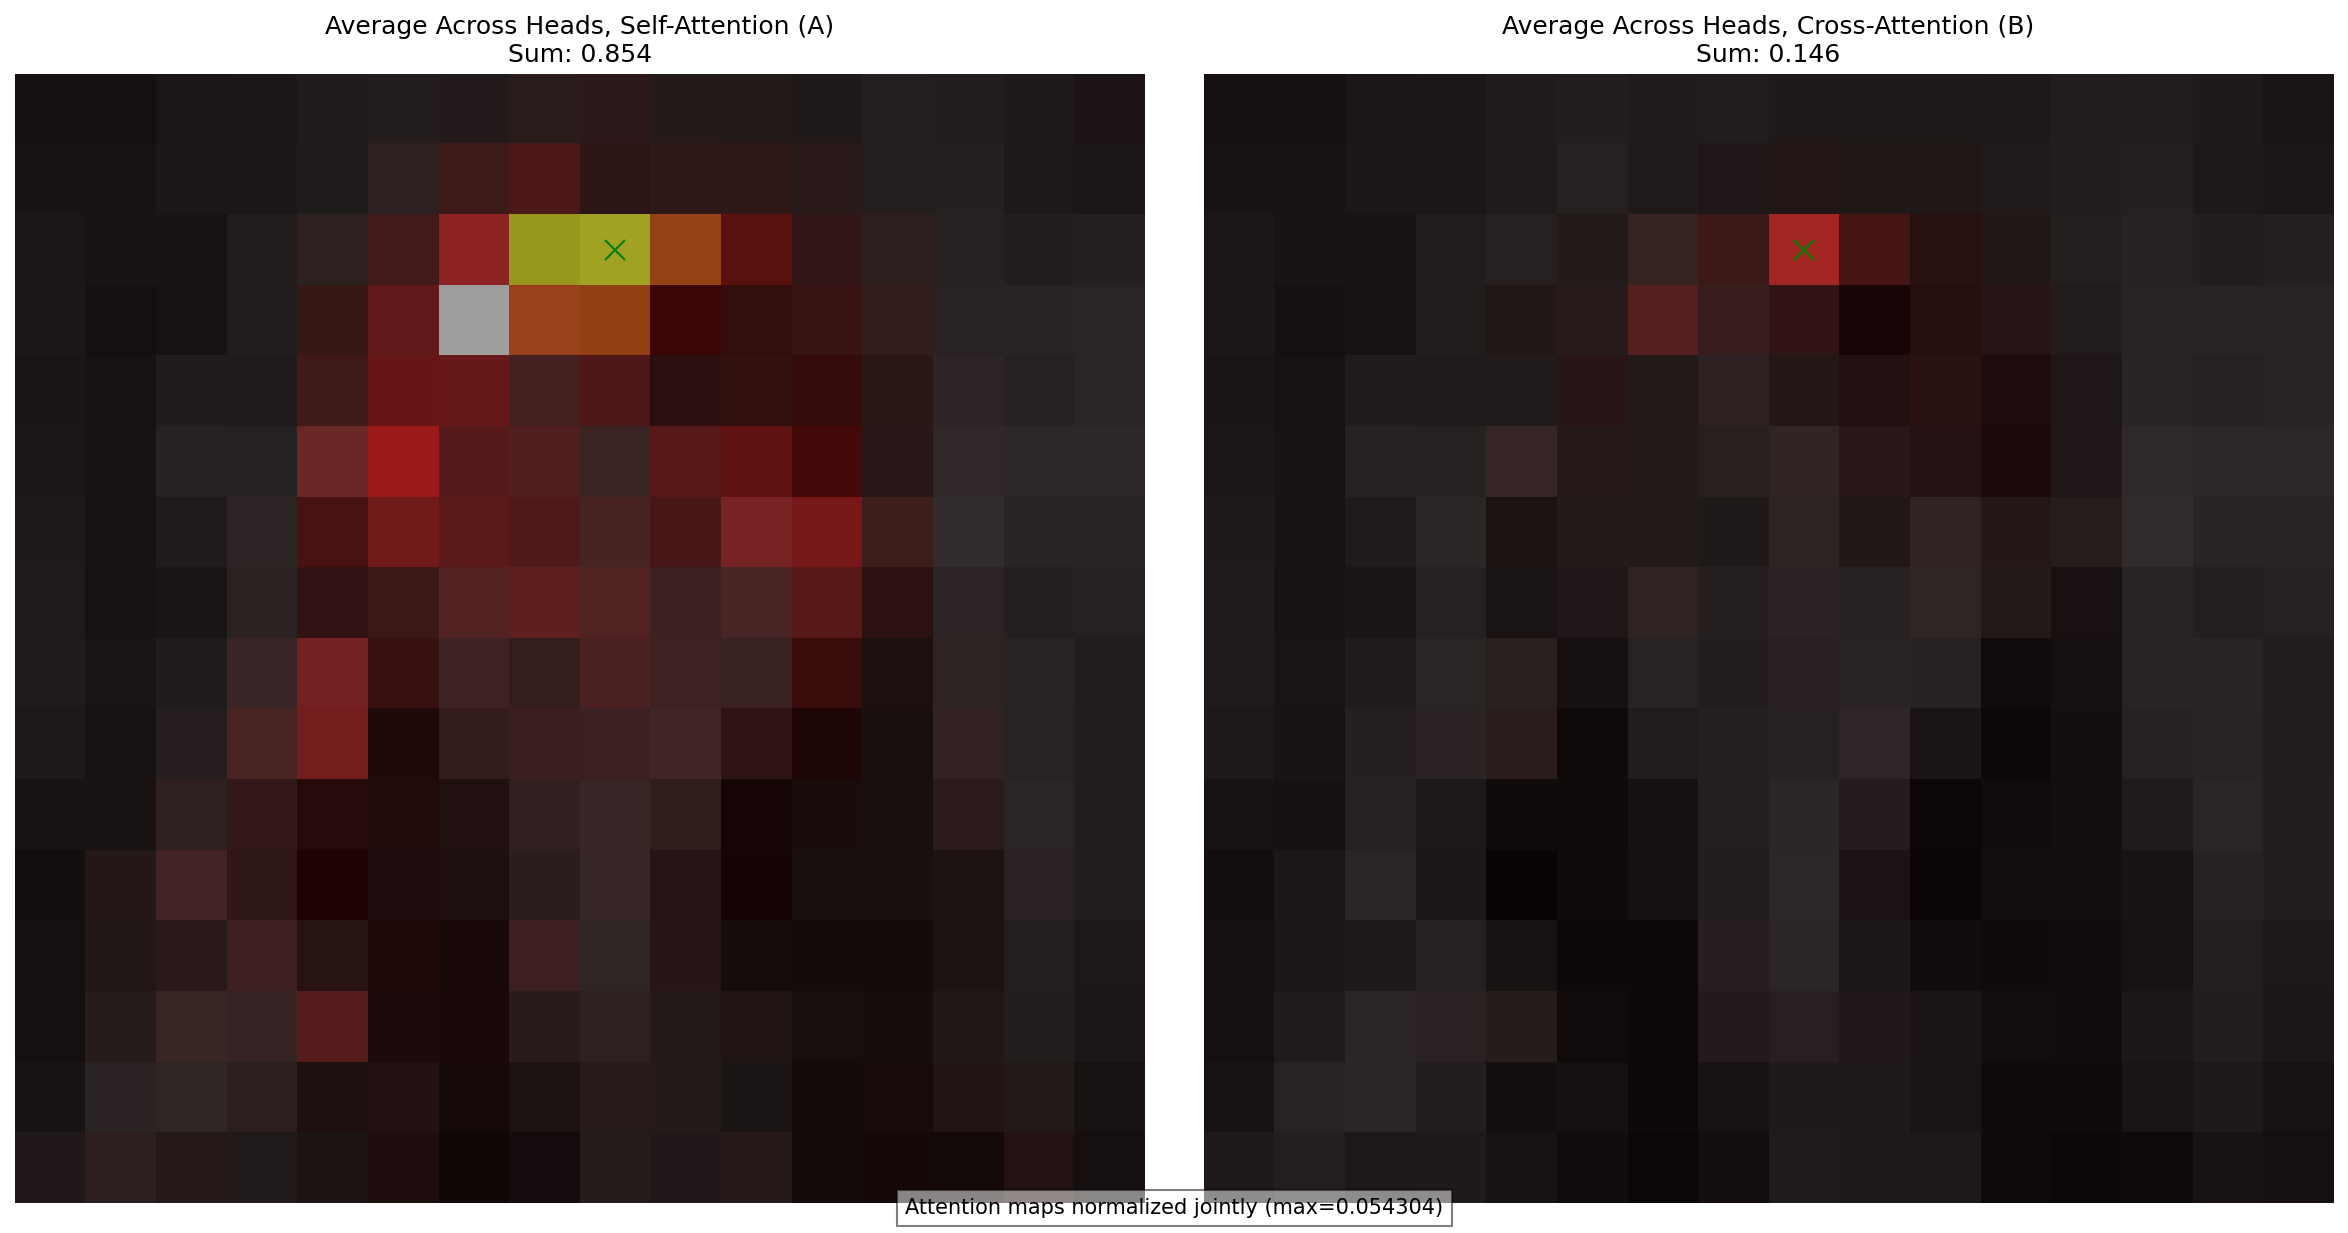 Average Across Heads, Self-Attention (A)
Sum: 0.854
Average Across Heads, Cross-Attention (B)
Sum: 0.146
Attention maps normalized jointly (max=0.054304)